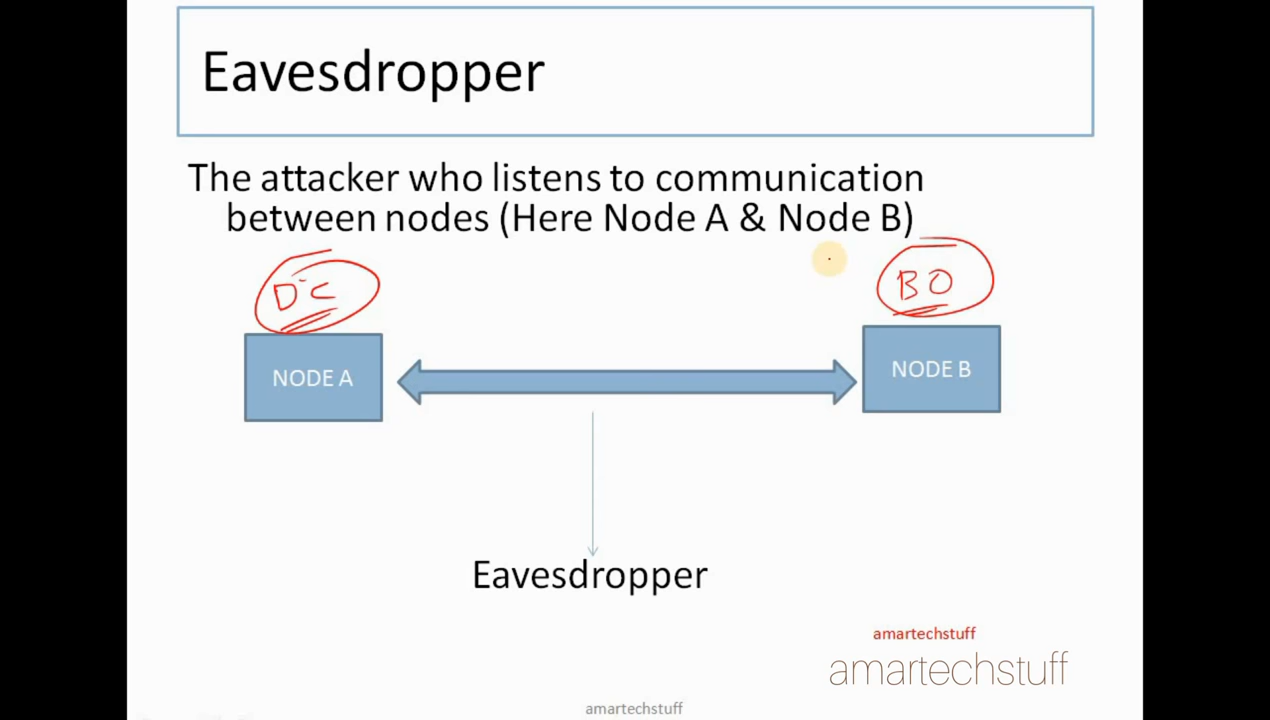 Eavesdropper
The attacker who listens to communication
between nodes (Here Node A & Node B)
DC
BO
NODE A
NODE B
Eavesdropper
amartechstuff
amartechstuff
amartechstuff